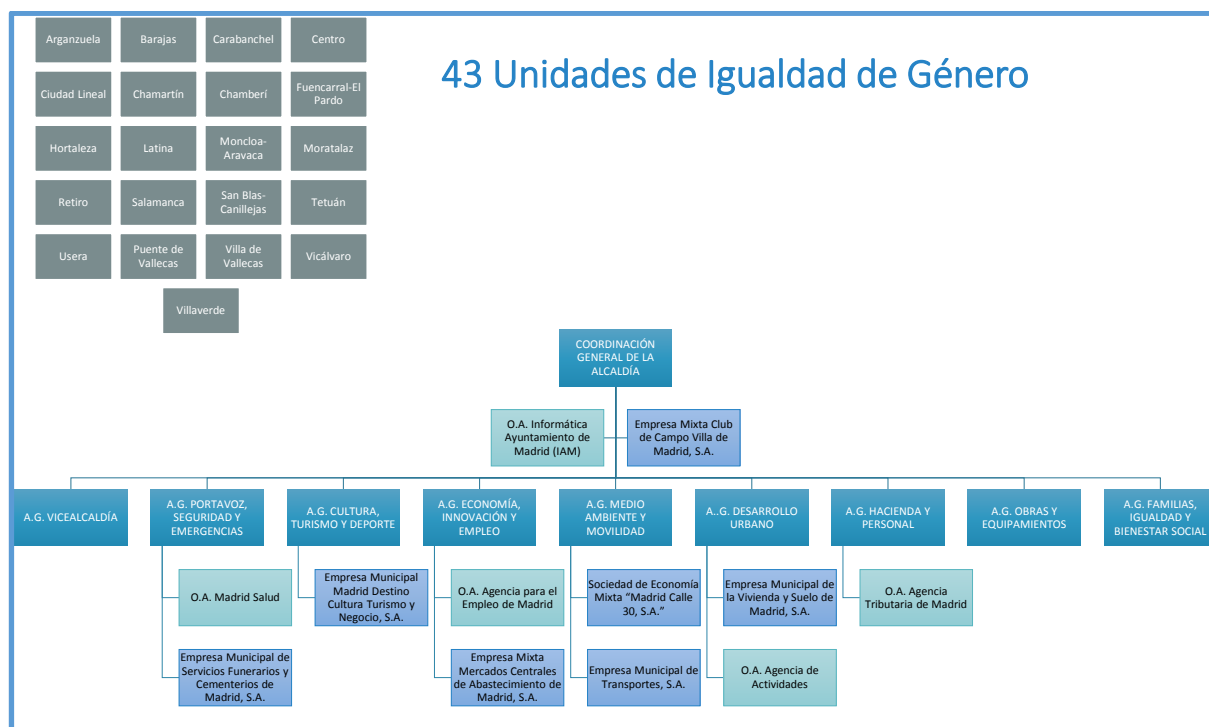 Arganzuela
Barajas
Carabanchel
Centro
43 Unidades de Igualdad de Género
Ciudad Lineal
Chamartín
Chamberí
Fuencarral-El
Pardo
Hortaleza
Latina
Moncloa-
Aravaca
Moratalaz
Retiro
Salamanca
San Blas-
Canillejas
Tetuán
Usera
Puente de
Vallecas
Villa de
Vallecas
Vicálvaro
Villaverde
COORDINACIÓN
GENERAL DE LA
ALCALDÍA
O.A. Informática
Ayuntamiento de
Madrid (IAM)
Empresa Mixta Club
de Campo Villa de
Madrid, S.A.
A.G. VICEALCALDÍA
A.G. PORTAVOZ,
SEGURIDAD Y
EMERGENCIAS
A.G. CULTURA,
TURISMO Y DEPORTE
A.G. ECONOMÍA,
INNOVACIÓN Y
EMPLEO
A.G. MEDIO
AMBIENTE Y
MOVILIDAD
A..G. DESARROLLO
URBANO
A.G. HACIENDA Y
PERSONAL
A.G. OBRAS Y
EQUIPAMIENTOS
A.G. FAMILIAS,
IGUALDAD Y
BIENESTAR SOCIAL
O.A. Madrid Salud
Empresa Municipal
Madrid Destino
Cultura Turismo y
Negocio, S.A.
O.A. Agencia para el
Empleo de Madrid
Sociedad de Economía
Mixta “Madrid Calle
30, S.A.”
Empresa Municipal de
la Vivienda y Suelo de
Madrid, S.A.
O.A. Agencia
Tributaria de Madrid
Empresa Municipal de
Servicios Funerarios y
Cementerios de
Madrid, S.A.
Empresa Mixta
Mercados Centrales
de Abastecimiento de
Madrid, S.A.
Empresa Municipal de
Transportes, S.A.
O.A. Agencia de
Actividades